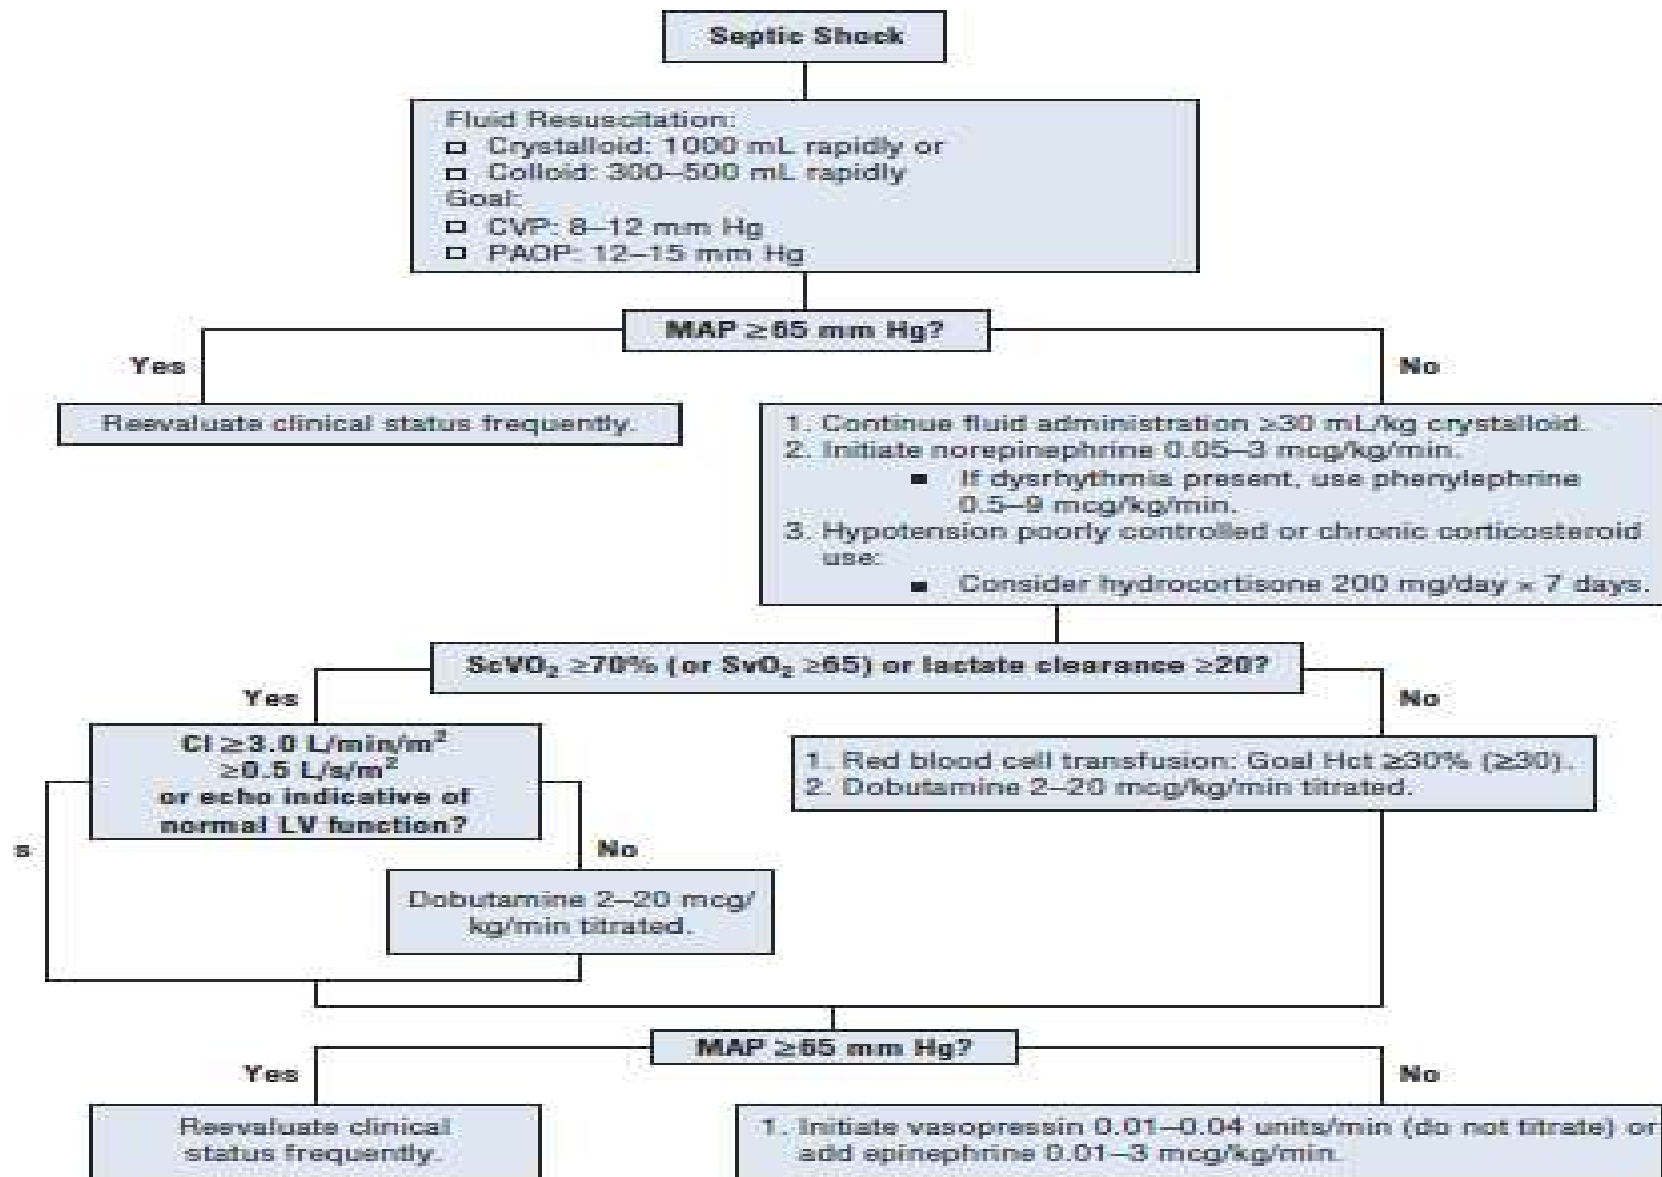 Septic Shock
Fluid Resuscitation:
□ Crystalloid: 1000 mL rapidly or
□ Colloid: 300–500 mL rapidly
Goal:
□ CVP: 8–12 mm Hg
□ PAOP: 12–15 mm Hg
MAP ≥65 mm Hg?
Yes
No
Reevaluate clinical status frequently.
1. Continue fluid administration ≥30 mL/kg crystalloid.
2. Initiate norepinephrine 0.05–3 mcg/kg/min.
■ If dysrhythmia present, use phenylephrine
0.5–9 mcg/kg/min.
3. Hypotension poorly controlled or chronic corticosteroid
use:
■ Consider hydrocortisone 200 mg/day × 7 days.
ScVO₂ ≥70% (or SvO₂ ≥65) or lactate clearance ≥20?
Yes
No
CI ≥3.0 L/min/m²
≥0.5 L/s/m²
or echo indicative of
normal LV function?
1. Red blood cell transfusion: Goal Hct ≥30% (≥30).
2. Dobutamine 2–20 mcg/kg/min titrated.
s
No
Dobutamine 2–20 mcg/
kg/min titrated.
MAP ≥65 mm Hg?
Yes
No
Reevaluate clinical
status frequently.
1. Initiate vasopressin 0.01–0.04 units/min (do not titrate) or
add epinephrine 0.01–3 mcg/kg/min.